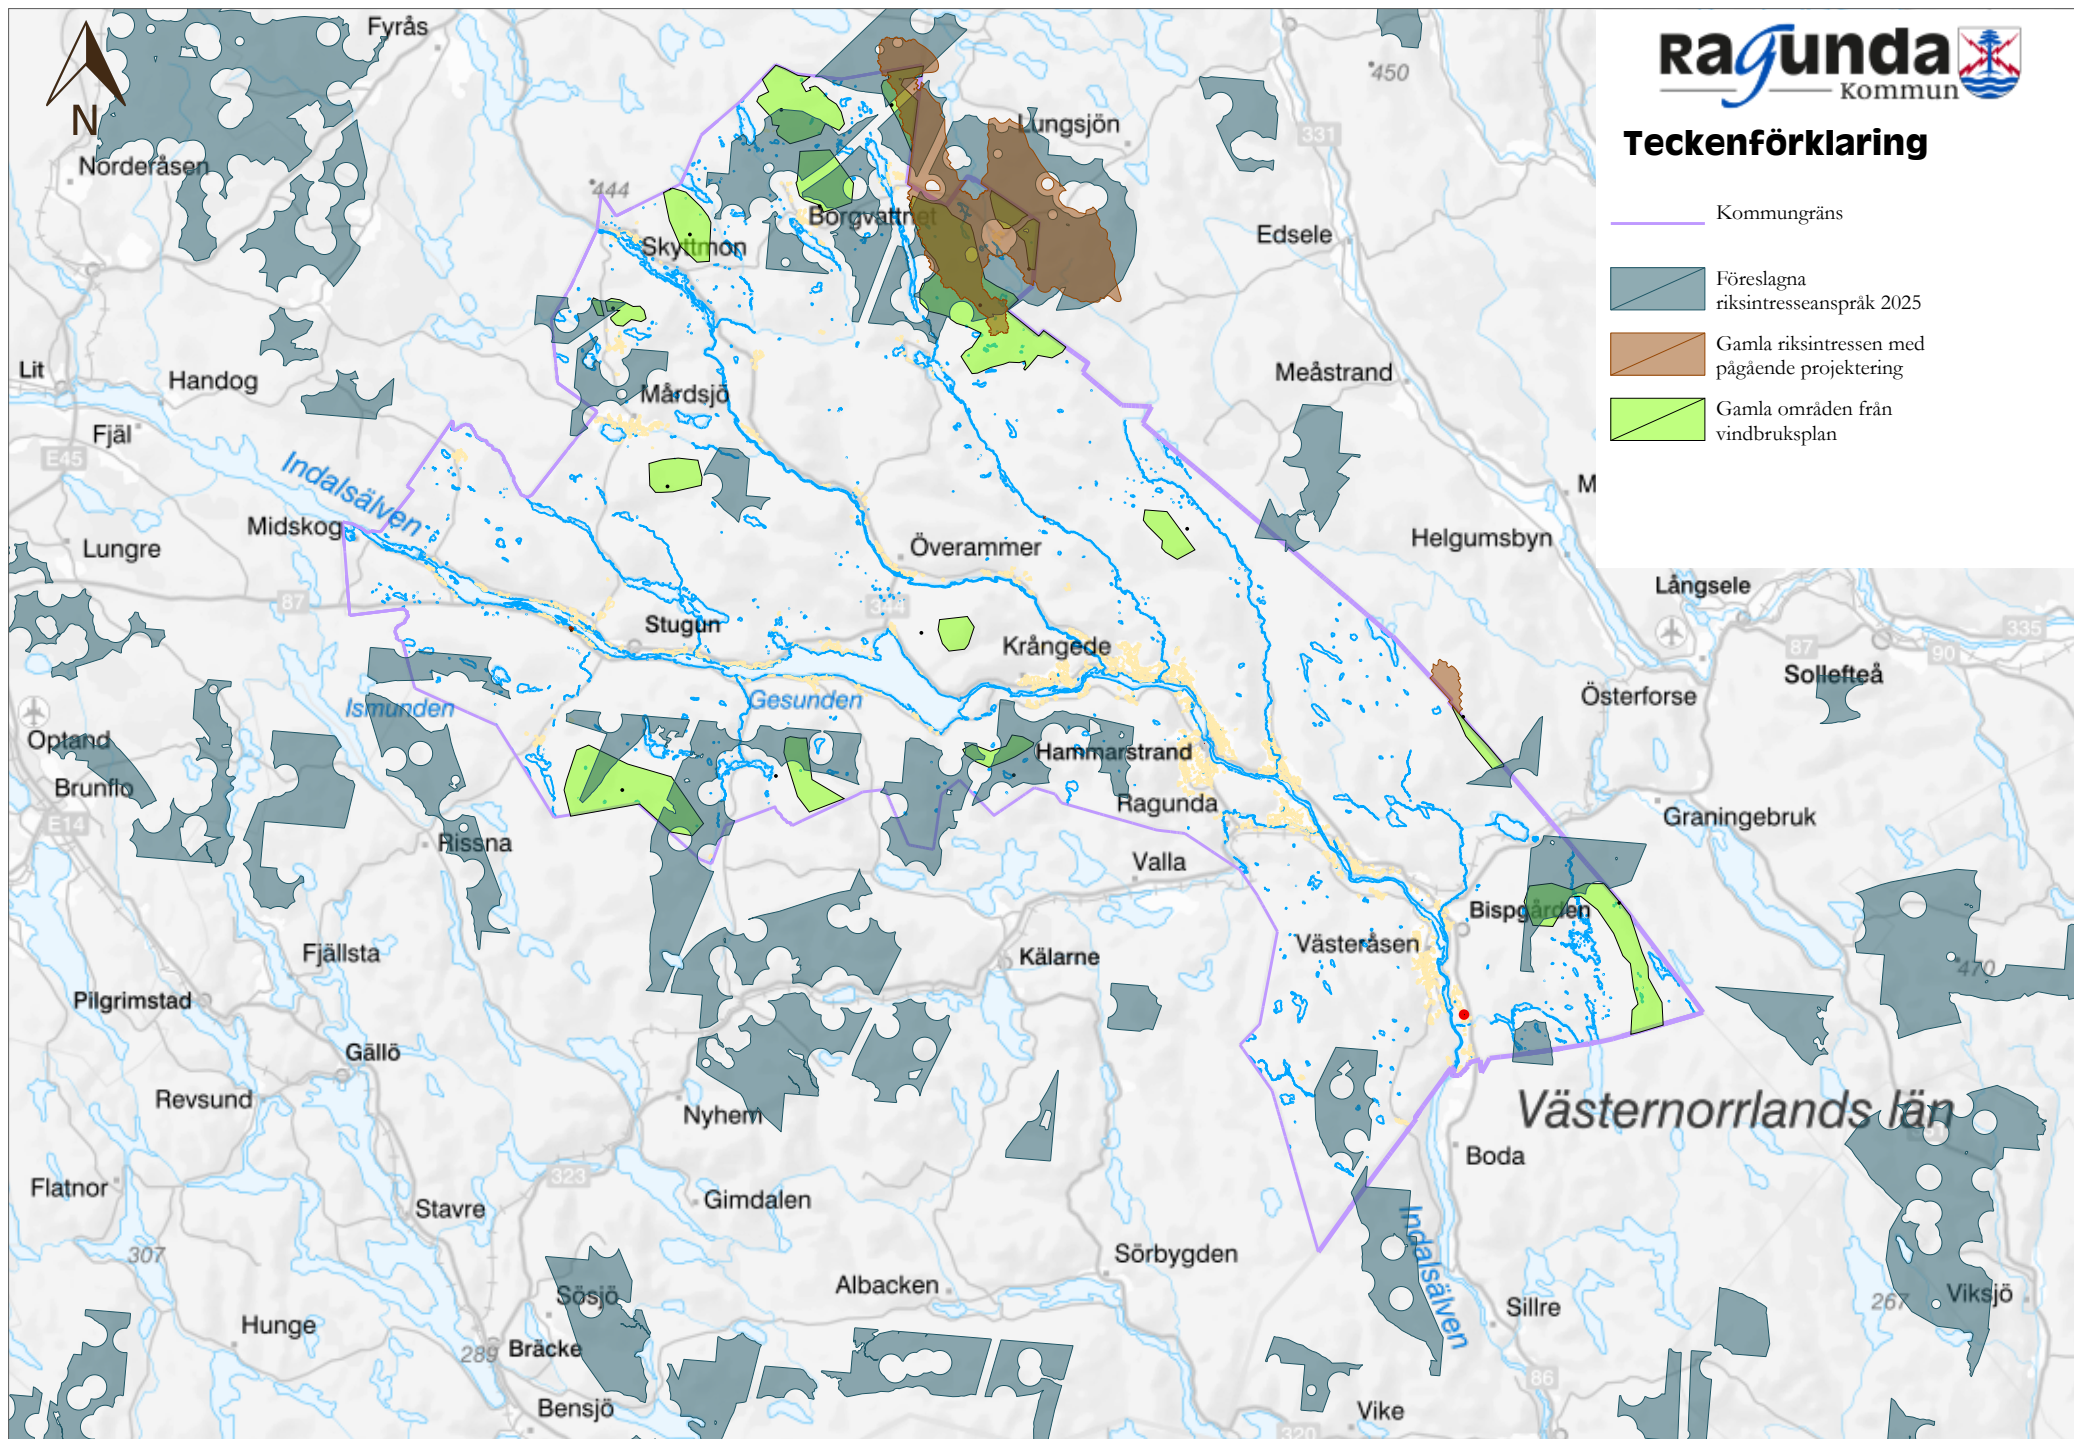 Ragunda
Kommun
Teckenförklaring
Kommungräns
Föreslagna
riksintresseanspråk 2025
Gamla riksintressen med
pågående projektering
Gamla områden från
vindbruksplan
N
Fyrås
450
Lungsjön
331
Norderåsen
444
Borgvattnet
Skyttmon
Edsele
Lit
Handog
Mårdsjö
Meåstrand
Fjäl
E45
Indalsälven
M
Midskog
Lungre
Överammer
Helgumsbyn
Långsele
87
344
Stugun
Krångede
87
335
90
Sollefteå
Ismunden
Gesunden
Österforse
Optand
Hammarstrand
Brunflo
Ragunda
E14
Graningebruk
Rissna
Valla
Bispgården
Västeråsen
Fjällsta
Kälarne
470
Pilgrimstad
Gällö
Revsund
Nyhem
Västernorrlands län
331
Boda
323
Flatnor
Gimdalen
Stavre
Indalsälven
307
Sörbygden
Albacken
Sösjö
Sillre
267
Viksjö
Hunge
289
Bräcke
86
Bensjö
Vike
320